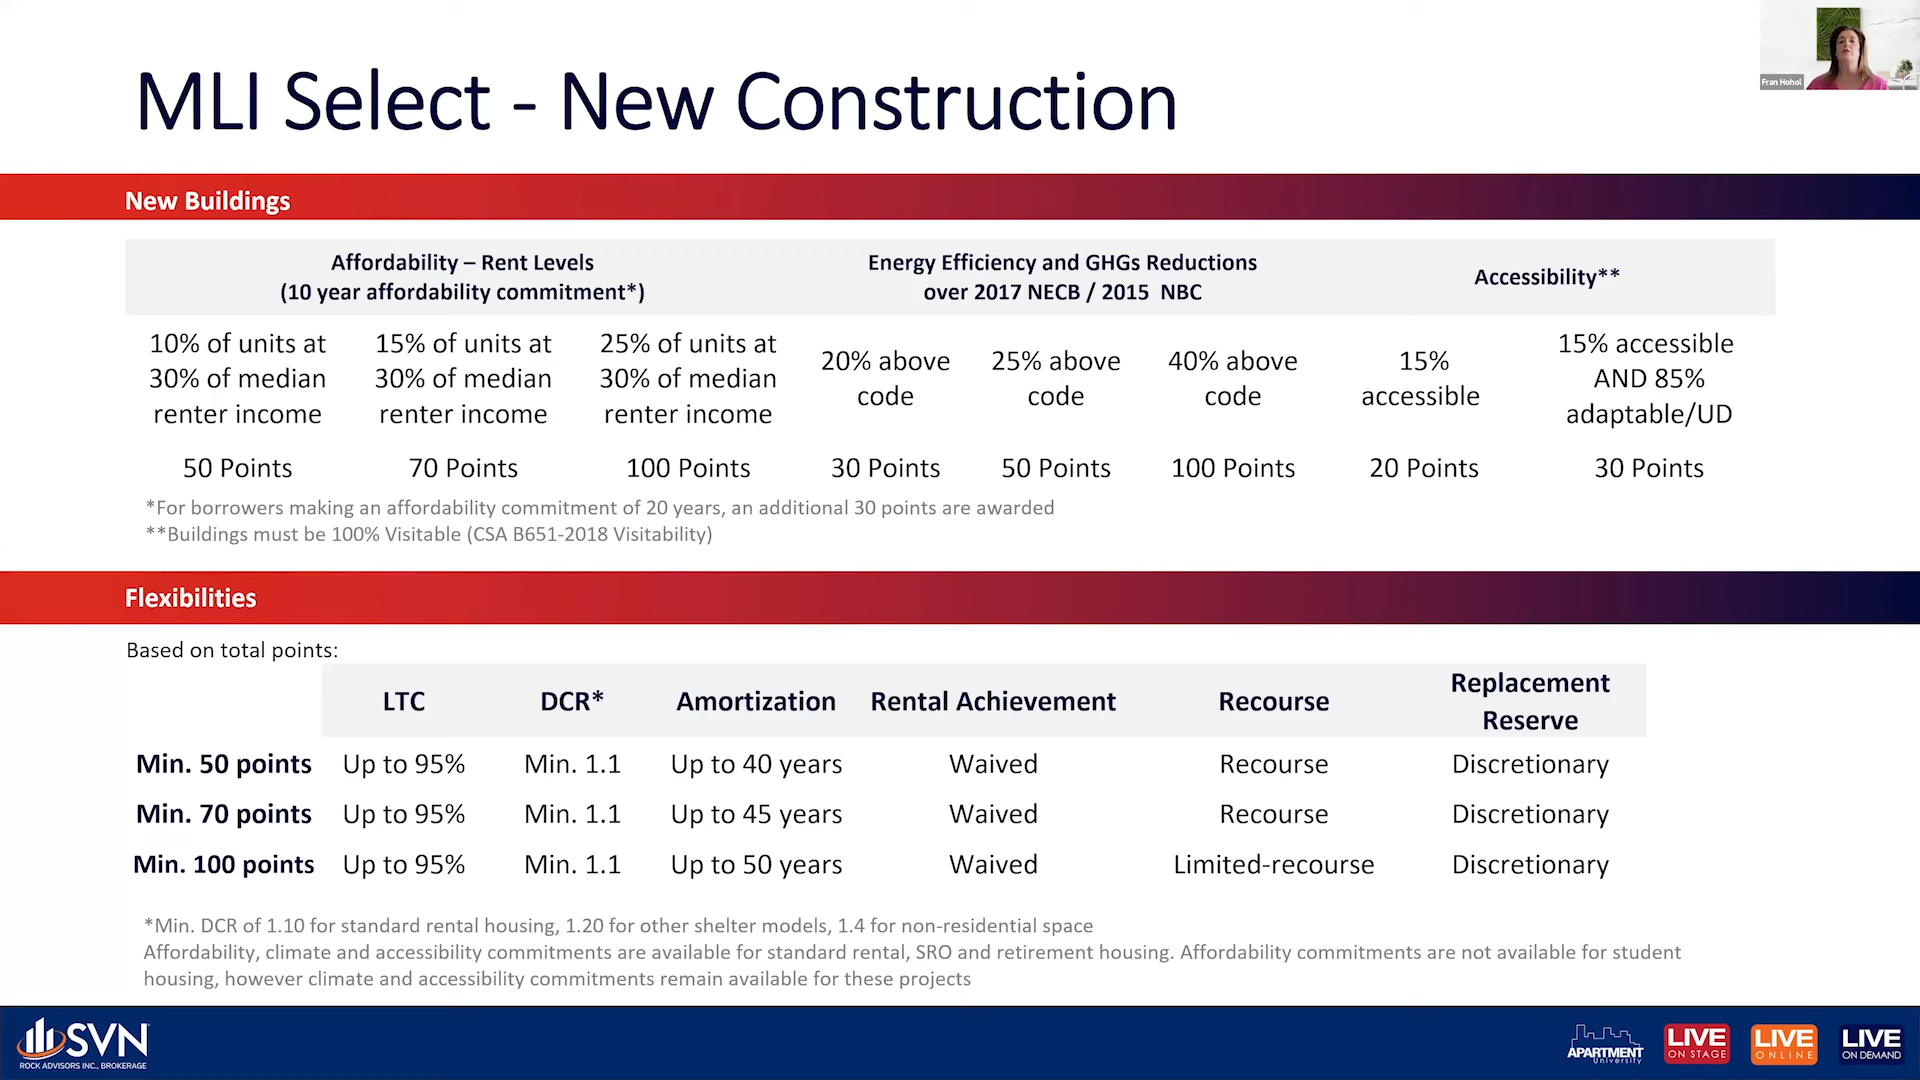 MLI Select - New Construction
Fran Hohol
New Buildings
Affordability – Rent Levels
(10 year affordability commitment*)
Energy Efficiency and GHGs Reductions
over 2017 NECB / 2015 NBC
Accessibility**
10% of units at
30% of median
renter income
15% of units at
30% of median
renter income
25% of units at
30% of median
renter income
20% above
code
25% above
code
40% above
code
15%
accessible
15% accessible
AND 85%
adaptable/UD
50 Points 70 Points 100 Points 30 Points 50 Points 100 Points 20 Points 30 Points
*For borrowers making an affordability commitment of 20 years, an additional 30 points are awarded
**Buildings must be 100% Visitable (CSA B651-2018 Visitability)
Flexibilities
Based on total points:
LTC DCR* Amortization Rental Achievement Recourse Replacement
Reserve
Min. 50 points Up to 95% Min. 1.1 Up to 40 years Waived Recourse Discretionary
Min. 70 points Up to 95% Min. 1.1 Up to 45 years Waived Recourse Discretionary
Min. 100 points Up to 95% Min. 1.1 Up to 50 years Waived Limited-recourse Discretionary
*Min. DCR of 1.10 for standard rental housing, 1.20 for other shelter models, 1.4 for non-residential space
Affordability, climate and accessibility commitments are available for standard rental, SRO and retirement housing. Affordability commitments are not available for student
housing, however climate and accessibility commitments remain available for these projects
SVN
ROCK ADVISORS INC., BROKERAGE
APARTMENT
University
LIVE
ON STAGE
LIVE
ONLINE
LIVE
ON DEMAND